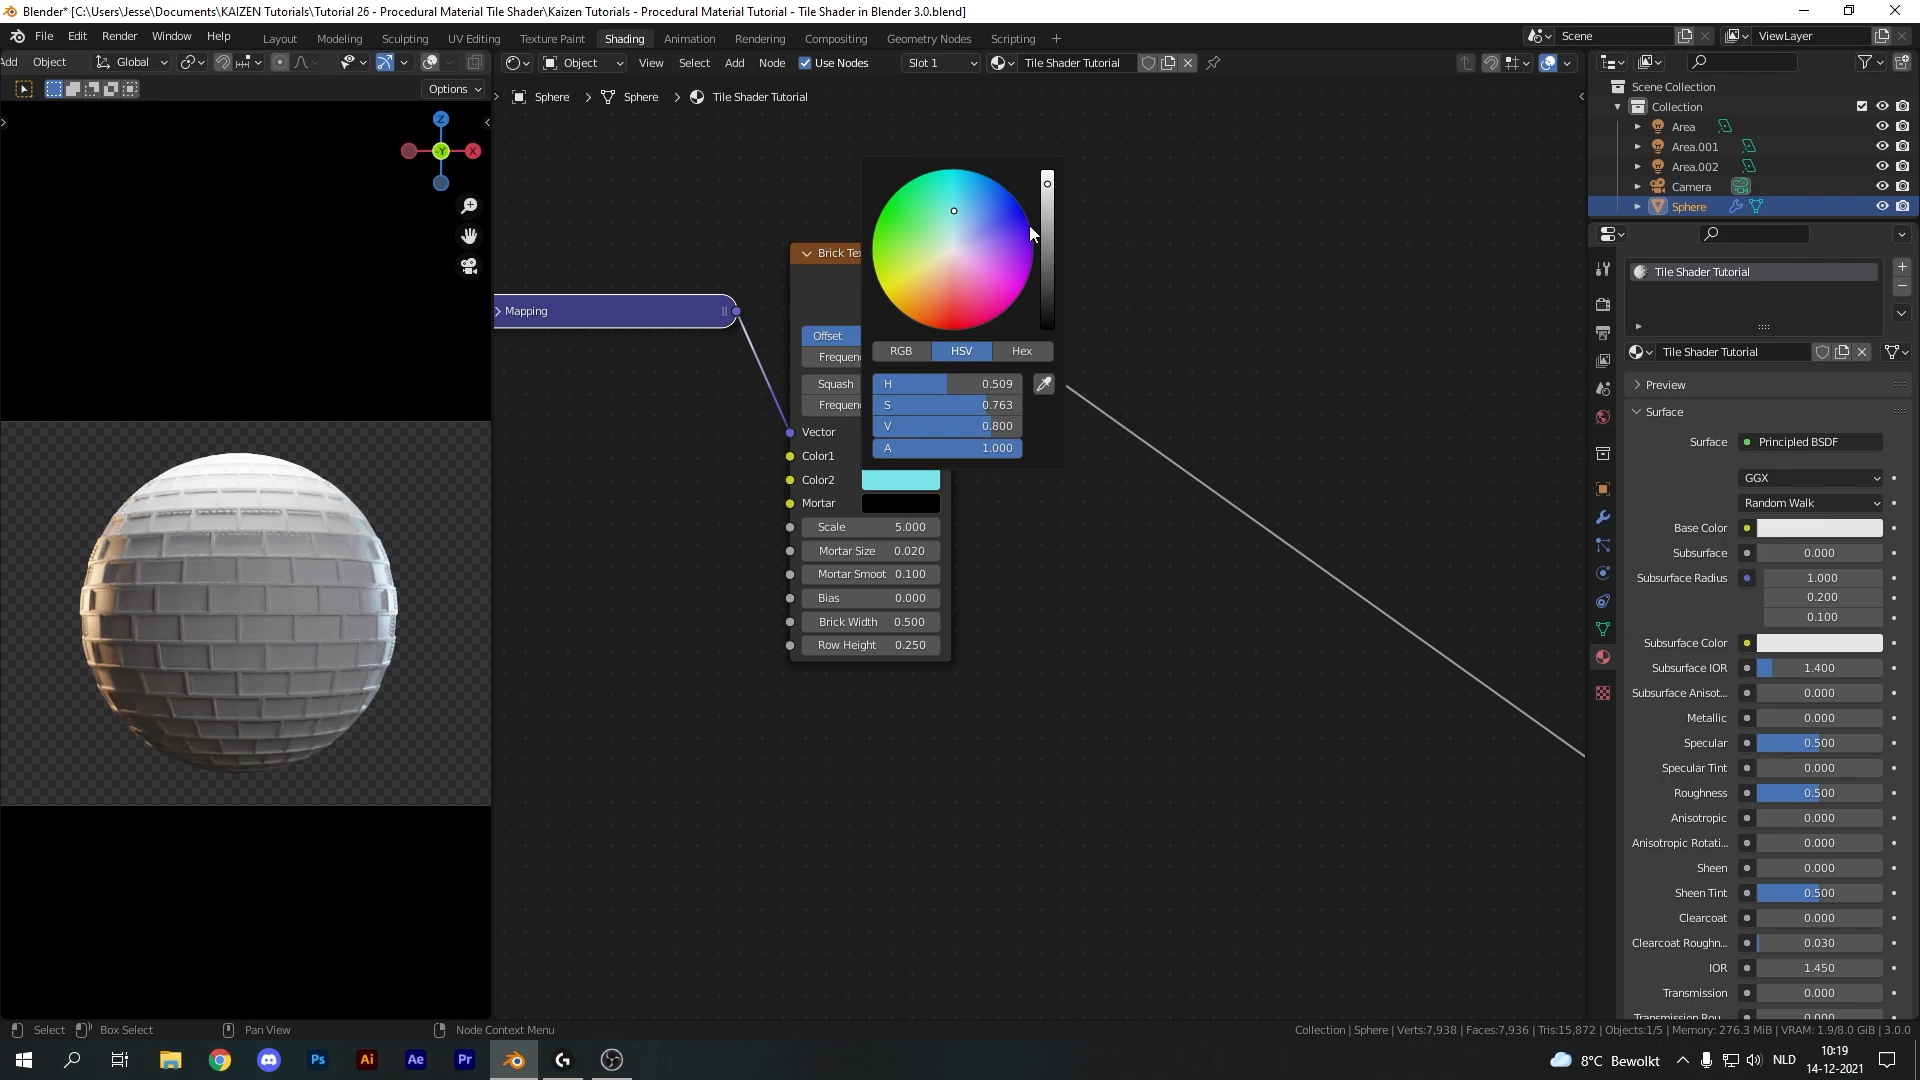 Blender* [C:\Users\Jesse\Documents\KAIZEN Tutorials\Tutorial 26 - Procedural Material Tile Shader\Kaizen Tutorials - Procedural Material Tutorial - Tile Shader in Blender 3.0.blend]
File Edit Render Window Help Layout Modeling Sculpting UV Editing Texture Paint Shading Animation Rendering Compositing Geometry Nodes Scripting + Scene ViewLayer
Add Object Global Object View Select Add Node Use Nodes Slot 1 Tile Shader Tutorial
Options
Sphere > Sphere > Tile Shader Tutorial
Z
-Y
X
Mapping
Brick Tex
Offset
Frequen
Squash
Frequen
Vector
Color1
Color2
Mortar
Scale 5.000
Mortar Size 0.020
Mortar Smoot 0.100
Bias 0.000
Brick Width 0.500
Row Height 0.250
RGB HSV Hex
H 0.509
S 0.763
V 0.800
A 1.000
Scene Collection
Collection
Area
Area.001
Area.002
Camera
Sphere
Tile Shader Tutorial
Tile Shader Tutorial
Preview
Surface
Surface Principled BSDF
GGX
Random Walk
Base Color
Subsurface 0.000
Subsurface Radius 1.000
0.200
0.100
Subsurface Color
Subsurface IOR 1.400
Subsurface Anisot... 0.000
Metallic 0.000
Specular 0.500
Specular Tint 0.000
Roughness 0.500
Anisotropic 0.000
Anisotropic Rotati... 0.000
Sheen 0.000
Sheen Tint 0.500
Clearcoat 0.000
Clearcoat Roughn... 0.030
IOR 1.450
Transmission 0.000
Transmission Rou... 0.000
Select Box Select Pan View Node Context Menu Collection | Sphere | Verts:7,938 | Faces:7,936 | Tris:15,872 | Objects:1/5 | Memory: 276.3 MiB | VRAM: 1.9/8.0 GiB | 3.0.0
Ps Ai Ae Pr 8°C Bewolkt NLD 10:19
14-12-2021